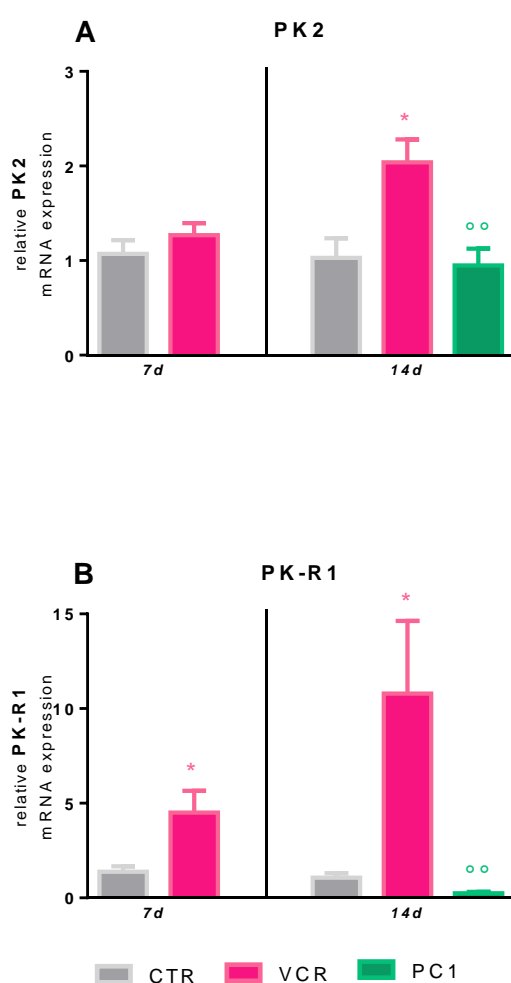 A
PK2
relative PK2
mRNA expression
3
2
1
0
*
°°
7d
14d
B
PK-R1
relative PK-R1
mRNA expression
15
10
5
0
*
*
°°
7d
14d
CTR VCR PC1